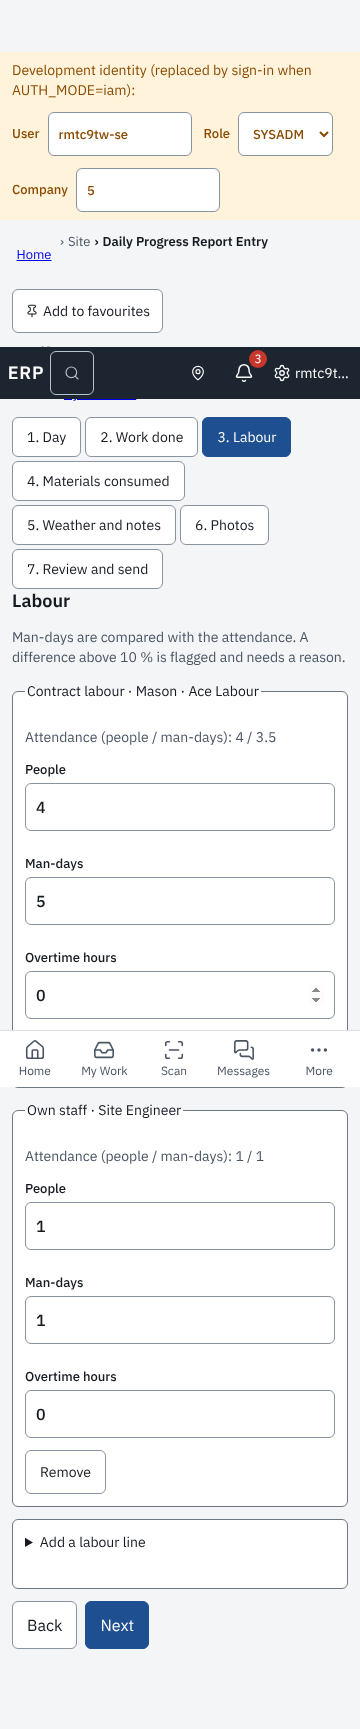 Development identity (replaced by sign-in when
AUTH_MODE=iam):
User rmtc9tw-se Role SYSADM
Company 5
Home › Site › Daily Progress Report Entry
Add to favourites
ERP 3 rmtc9t...
1. Day 2. Work done 3. Labour
4. Materials consumed
5. Weather and notes 6. Photos
7. Review and send
Labour
Man-days are compared with the attendance. A
difference above 10 % is flagged and needs a reason.
Contract labour · Mason · Ace Labour
Attendance (people / man-days): 4 / 3.5
People
4
Man-days
5
Overtime hours
0
Home My Work Scan Messages More
Own staff · Site Engineer
Attendance (people / man-days): 1 / 1
People
1
Man-days
1
Overtime hours
0
Remove
Add a labour line
Back Next